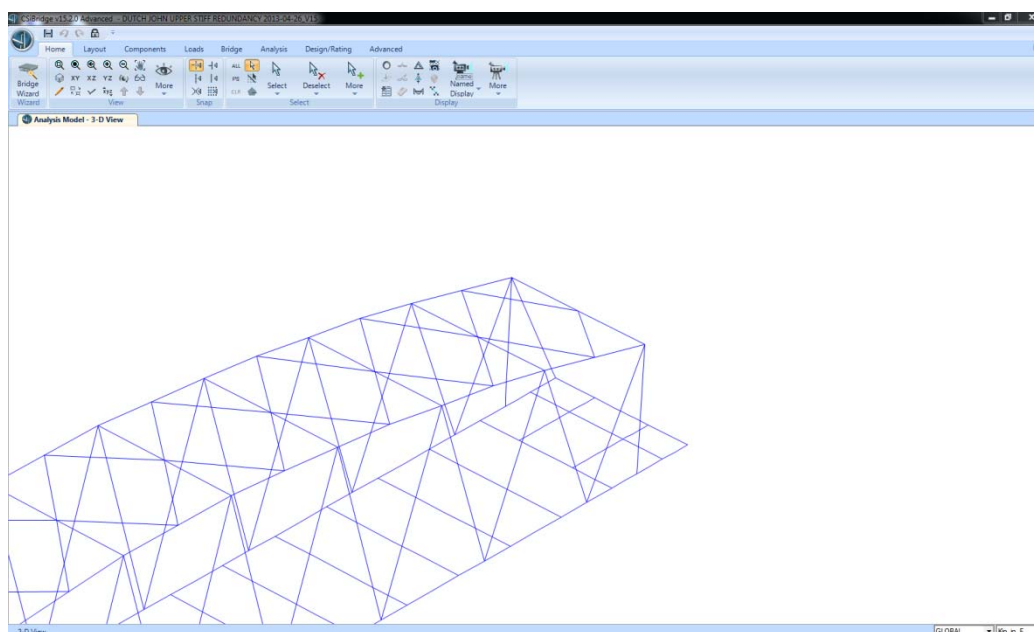 CSiBridge v15.2.0 Advanced - DUTCH JOHN UPPER STIFF REDUNDANCY 2013-04-26_V15
Home Layout Components Loads Bridge Analysis Design/Rating Advanced
ALL
XY XZ YZ
PS
Bridge Wizard
More
CLR
Select
Deselect
More
Named Display
More
Wizard View Snap Select Display
Analysis Model - 3-D View
3-D View
GLOBAL